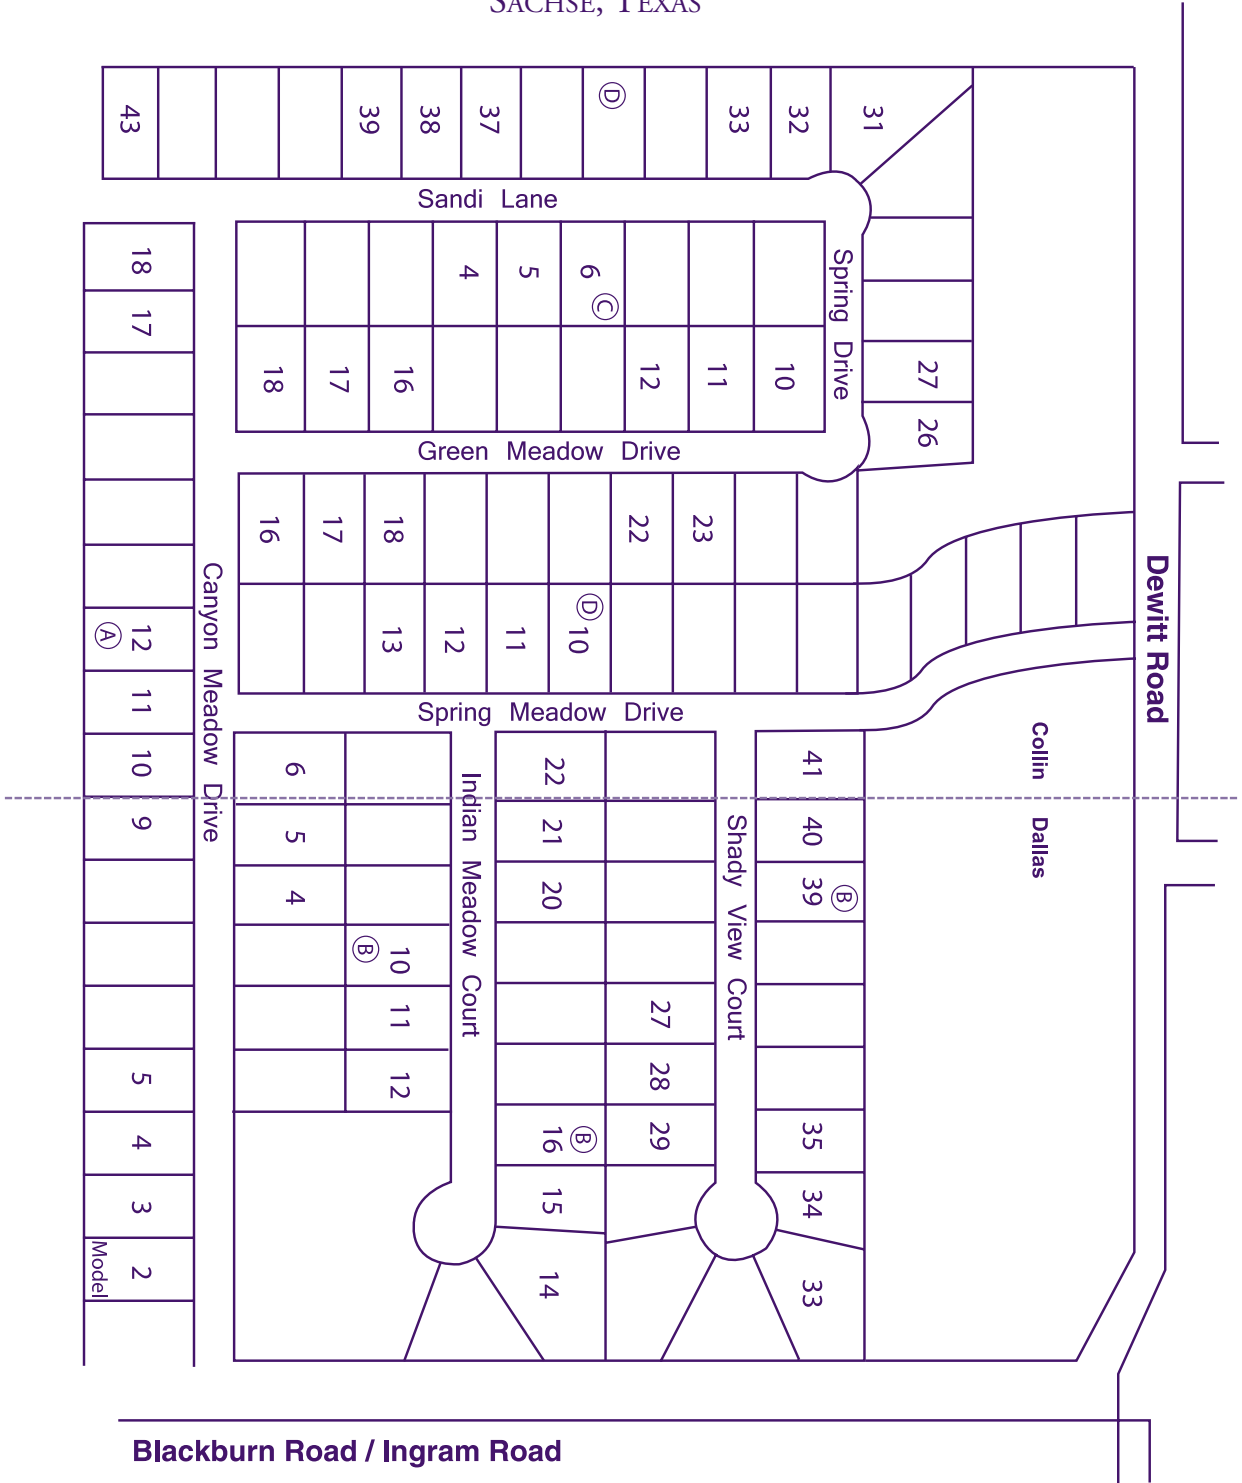 SACHSE, TEXAS
43
39
38
37
D
33
32
31
Sandi Lane
18
17
4
5
6
C
Spring Drive
18
17
16
12
11
10
27
26
Green Meadow Drive
16
17
18
22
23
Canyon Meadow Drive
Dewitt Road
12
A
11
10
9
13
12
11
D
10
Spring Meadow Drive
Collin
Dallas
6
5
4
Indian Meadow Court
22
21
20
Shady View Court
41
40
39
B
B
10
11
12
27
28
29
16
B
15
14
35
34
33
5
4
3
2
Model
Blackburn Road / Ingram Road